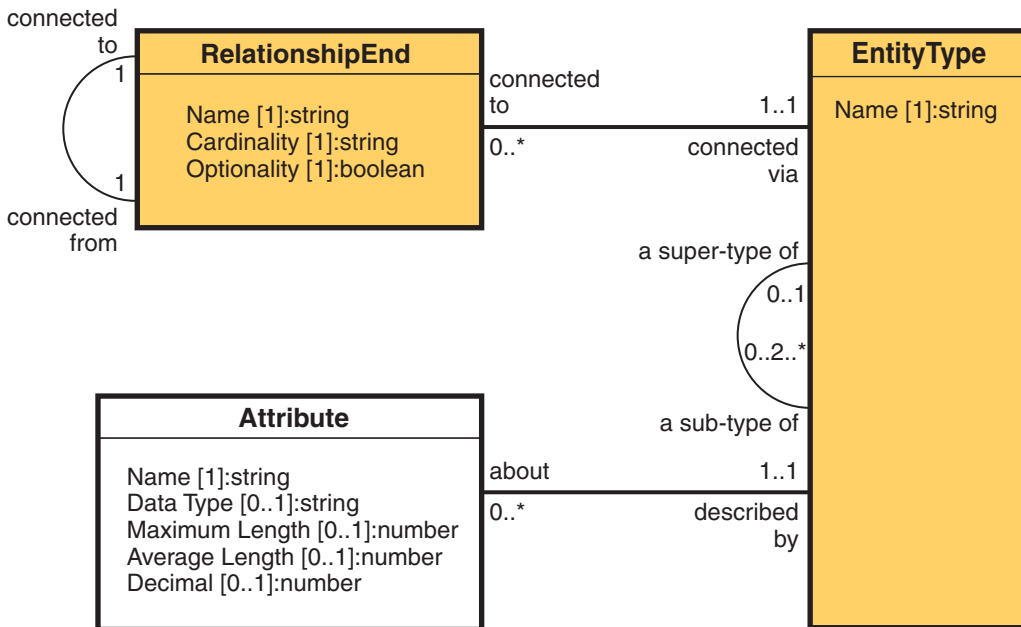 connected
to
1
1
connected
from
RelationshipEnd
Name [1]:string
Cardinality [1]:string
Optionality [1]:boolean
connected
to
0..*
1..1
connected
via
EntityType
Name [1]:string
a super-type of
0..1
0..2..*
a sub-type of
Attribute
Name [1]:string
Data Type [0..1]:string
Maximum Length [0..1]:number
Average Length [0..1]:number
Decimal [0..1]:number
about
0..*
1..1
described
by